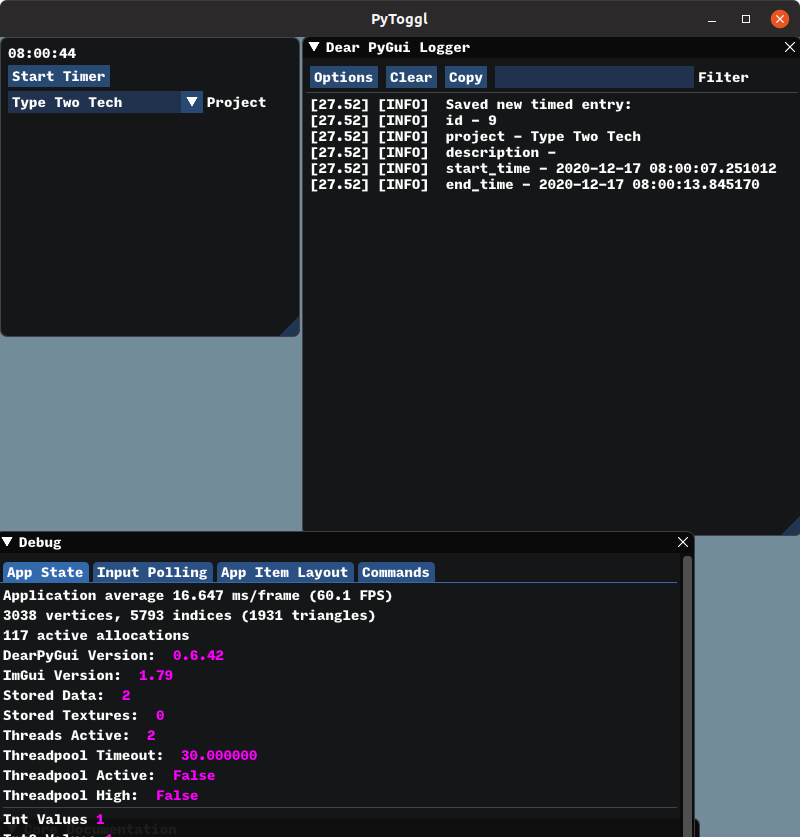 PyToggl
08:00:44
Start Timer
Type Two Tech Project
Dear PyGui Logger
Options Clear Copy Filter
[27.52] [INFO] Saved new timed entry:
[27.52] [INFO] id - 9
[27.52] [INFO] project - Type Two Tech
[27.52] [INFO] description -
[27.52] [INFO] start_time - 2020-12-17 08:00:07.251012
[27.52] [INFO] end_time - 2020-12-17 08:00:13.845170
Debug
App State Input Polling App Item Layout Commands
Application average 16.647 ms/frame (60.1 FPS)
3038 vertices, 5793 indices (1931 triangles)
117 active allocations
DearPyGui Version: 0.6.42
ImGui Version: 1.79
Stored Data: 2
Stored Textures: 0
Threads Active: 2
Threadpool Timeout: 30.000000
Threadpool Active: False
Threadpool High: False
Int Values 1
Documentation